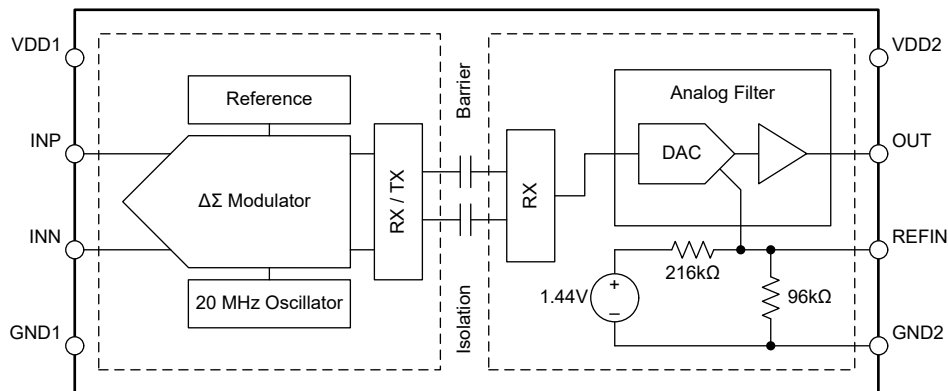 VDD1
VDD2
Reference
Barrier
Analog Filter
INP
DAC
OUT
ΔΣ Modulator
RX / TX
RX
INN
REFIN
216kΩ
20 MHz Oscillator
1.44V
+
–
96kΩ
GND1
Isolation
GND2